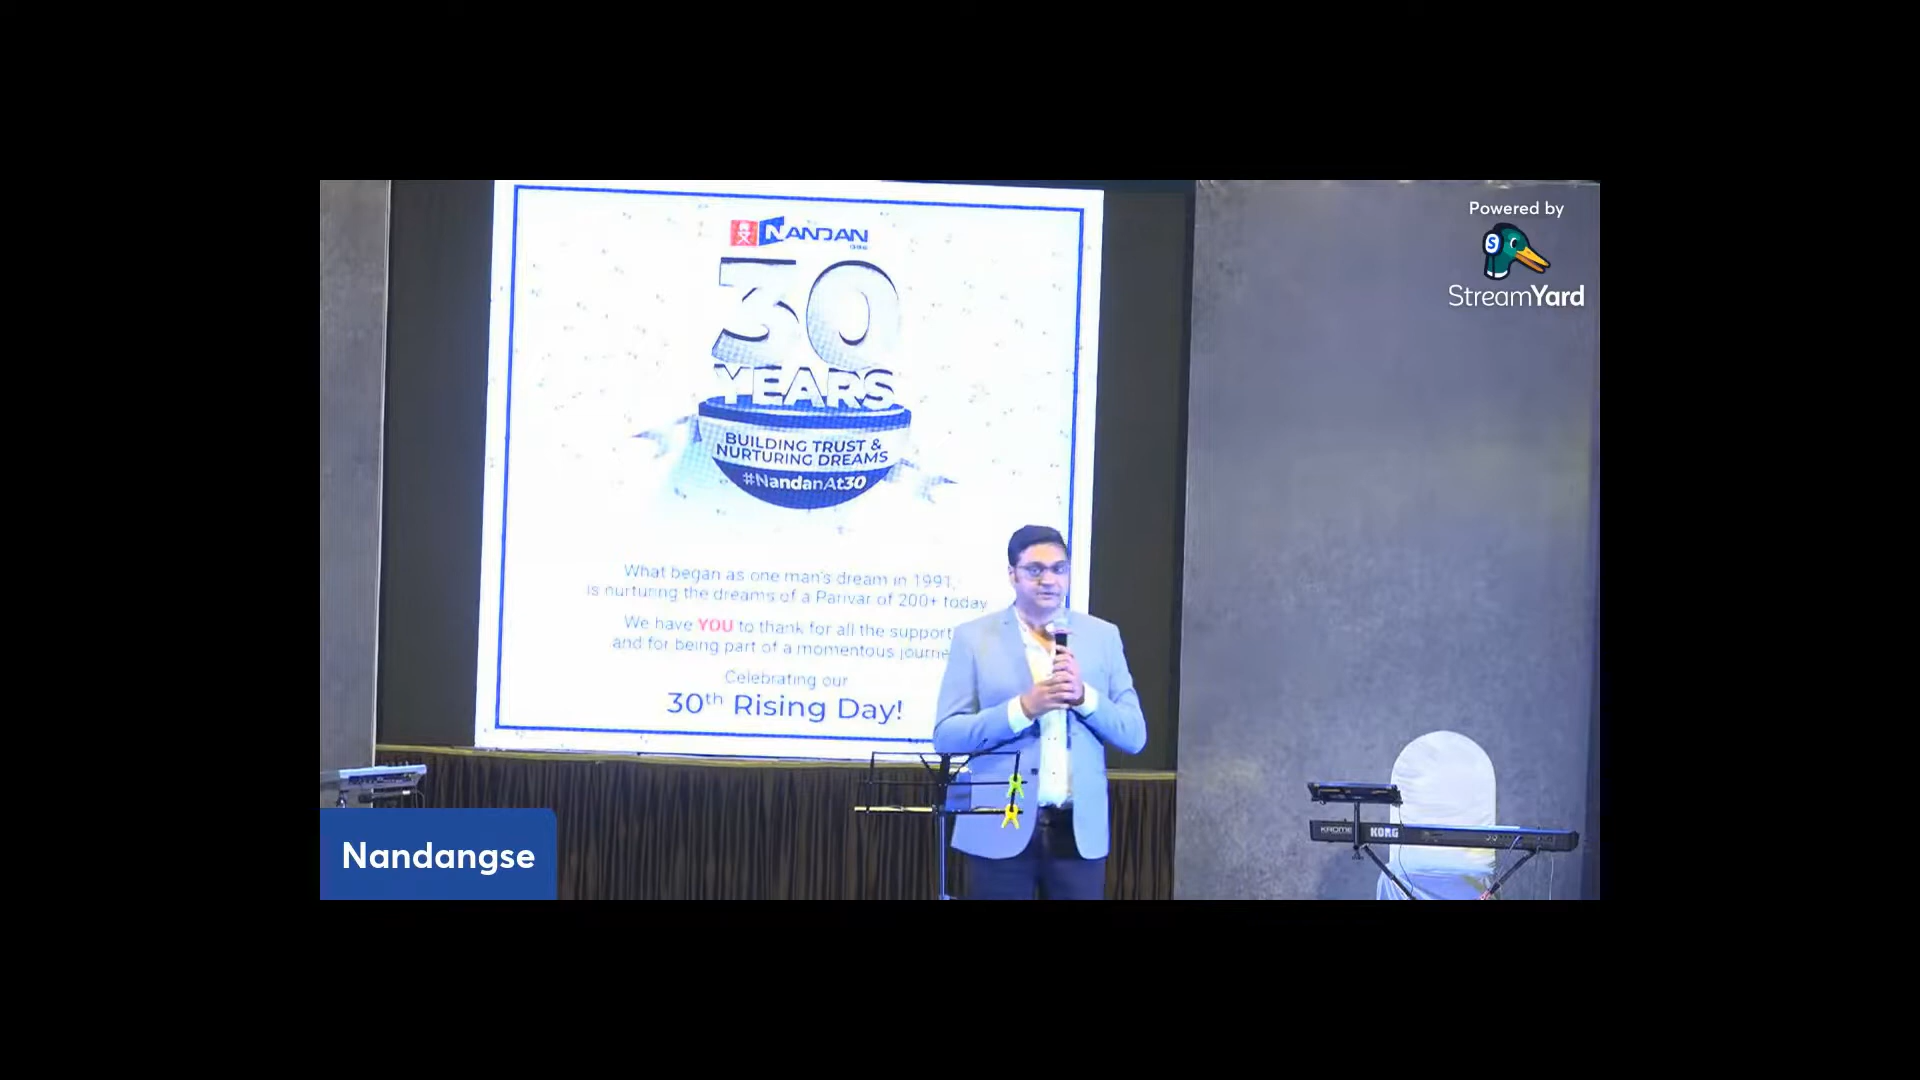 Powered by
StreamYard
NANDAN
30
YEARS
BUILDING TRUST &
NURTURING DREAMS
#NandanAt30
What began as one man's dream in 1991,
is nurturing the dreams of a Parivar of 200+ today
We have YOU to thank for all the support
and for being part of a momentous
Celebrating our
30th Rising Day!
Nandangse
KROME KORG